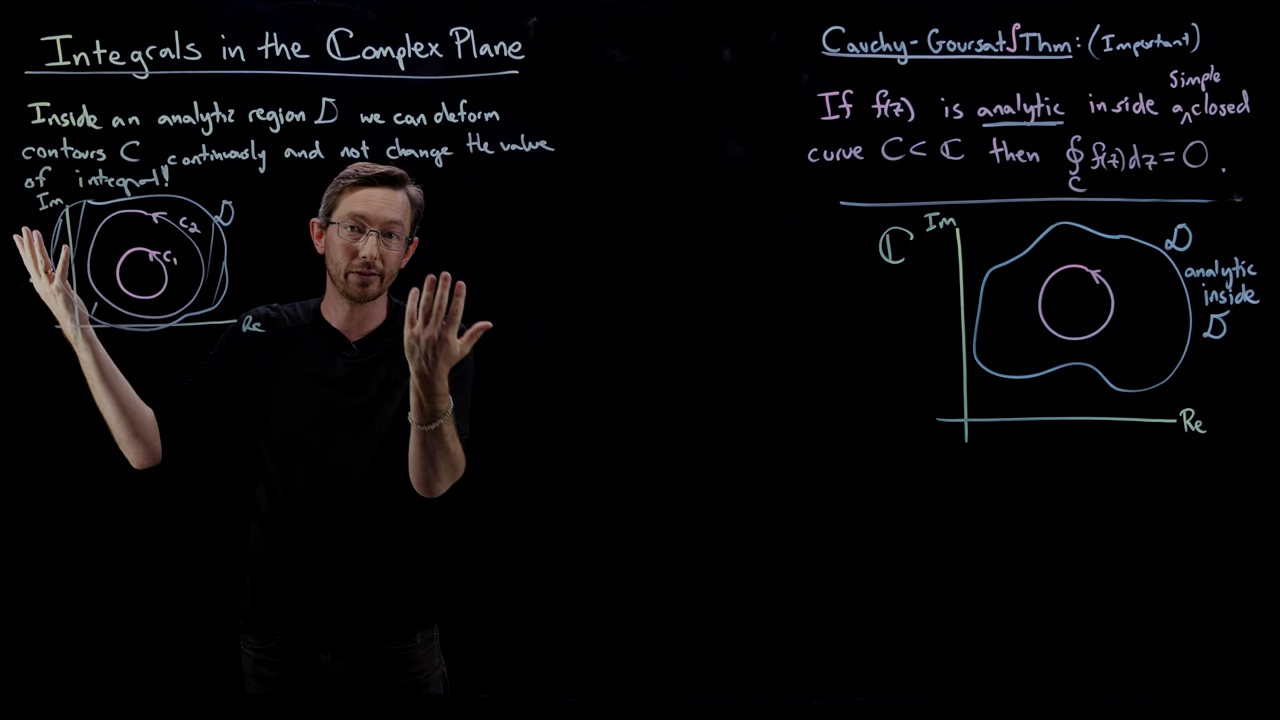 Integrals in the Complex Plane
Inside an analytic region D we can deform
contours C continuously and not change the value
of integral!
Im
D
C₂
C₁
Re
Cauchy-Goursat ∫ Thm: (Important)
Simple
If f(z) is analytic inside a closed
curve C < ℂ then ∮ f(z)dz = 0.
C
ℂ
Im
D
analytic
inside
D
Re